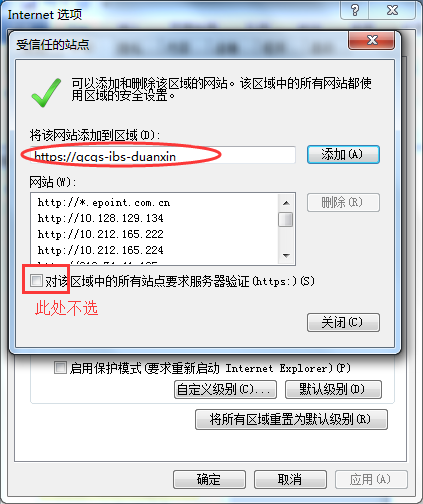 Internet 选项
受信任的站点
可以添加和删除该区域的网站。该区域中的所有网站都使
用区域的安全设置。
将该网站添加到区域(D):
https://gcgs-ibs-duanxin
添加(A)
网站(W):
http://*.epoint.com.cn
删除(R)
http://10.128.129.134
http://10.212.165.222
http://10.212.165.224
对该区域中的所有站点要求服务器验证(https:)(S)
此处不选
关闭(C)
启用保护模式(要求重新启动 Internet Explorer)(P)
自定义级别(C)...
默认级别(D)
将所有区域重置为默认级别(R)
确定
取消
应用(A)